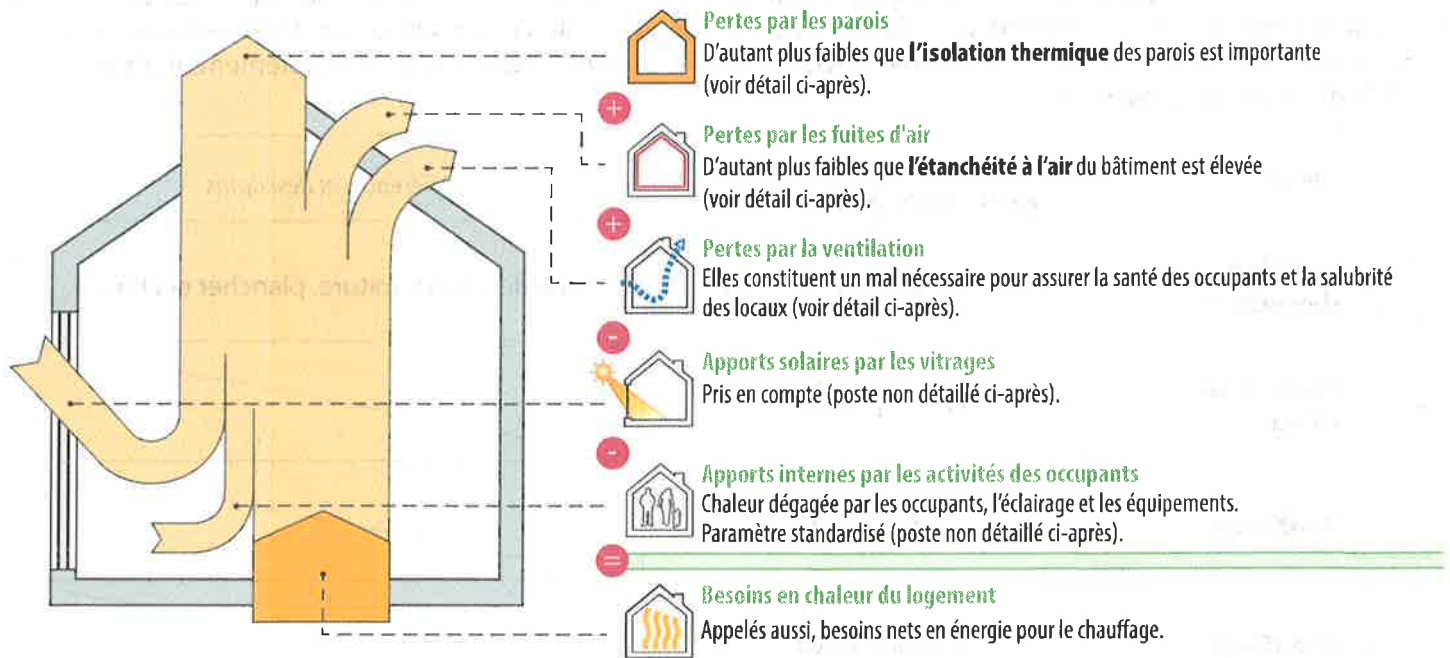 Pertes par les parois
D'autant plus faibles que l'isolation thermique des parois est importante
(voir détail ci-après).
+
Pertes par les fuites d'air
D'autant plus faibles que l'étanchéité à l'air du bâtiment est élevée
(voir détail ci-après).
+
Pertes par la ventilation
Elles constituent un mal nécessaire pour assurer la santé des occupants et la salubrité
des locaux (voir détail ci-après).
-
Apports solaires par les vitrages
Pris en compte (poste non détaillé ci-après).
-
Apports internes par les activités des occupants
Chaleur dégagée par les occupants, l'éclairage et les équipements.
Paramètre standardisé (poste non détaillé ci-après).
=
Besoins en chaleur du logement
Appelés aussi, besoins nets en énergie pour le chauffage.